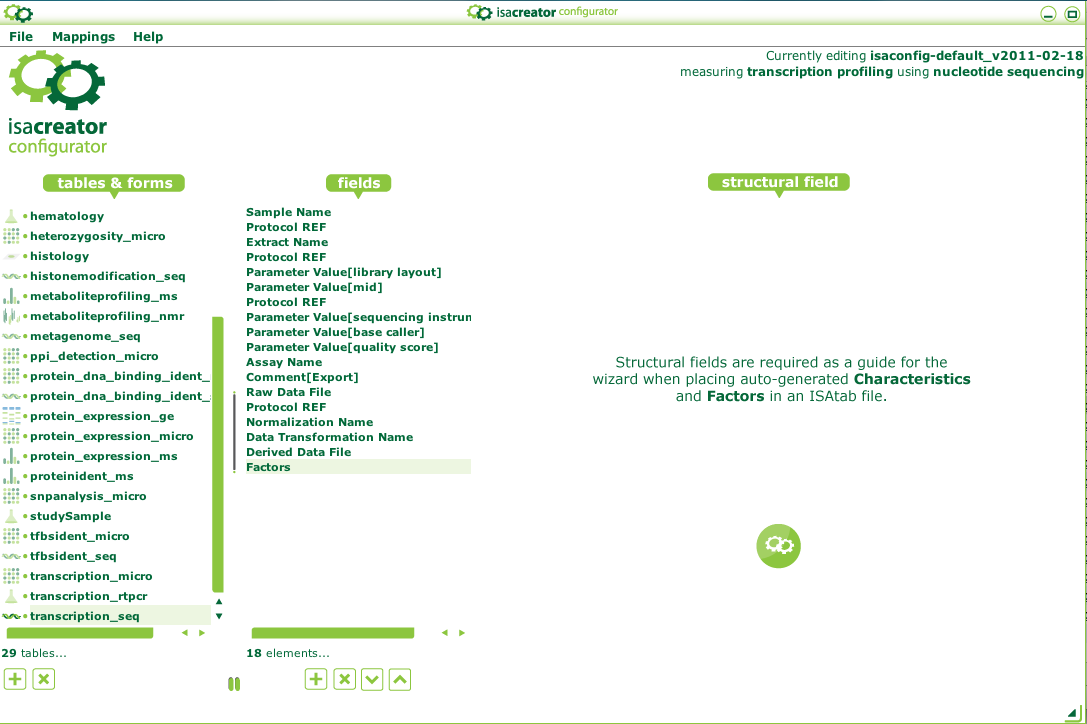 isacreator configurator
File Mappings Help
Currently editing isaconfig-default_v2011-02-18
measuring transcription profiling using nucleotide sequencing
isacreator
configurator
tables & forms
hematology
heterozygosity_micro
histology
histonemodification_seq
metaboliteprofiling_ms
metaboliteprofiling_nmr
metagenome_seq
ppi_detection_micro
protein_dna_binding_ident_
protein_dna_binding_ident_
protein_expression_ge
protein_expression_micro
protein_expression_ms
proteinident_ms
snpanalysis_micro
studySample
tfbsident_micro
tfbsident_seq
transcription_micro
transcription_rtpcr
transcription_seq
29 tables...
fields
Sample Name
Protocol REF
Extract Name
Protocol REF
Parameter Value[library layout]
Parameter Value[mid]
Protocol REF
Parameter Value[sequencing instrun
Parameter Value[base caller]
Parameter Value[quality score]
Assay Name
Comment[Export]
Raw Data File
Protocol REF
Normalization Name
Data Transformation Name
Derived Data File
Factors
18 elements...
structural field
Structural fields are required as a guide for the
wizard when placing auto-generated Characteristics
and Factors in an ISAtab file.